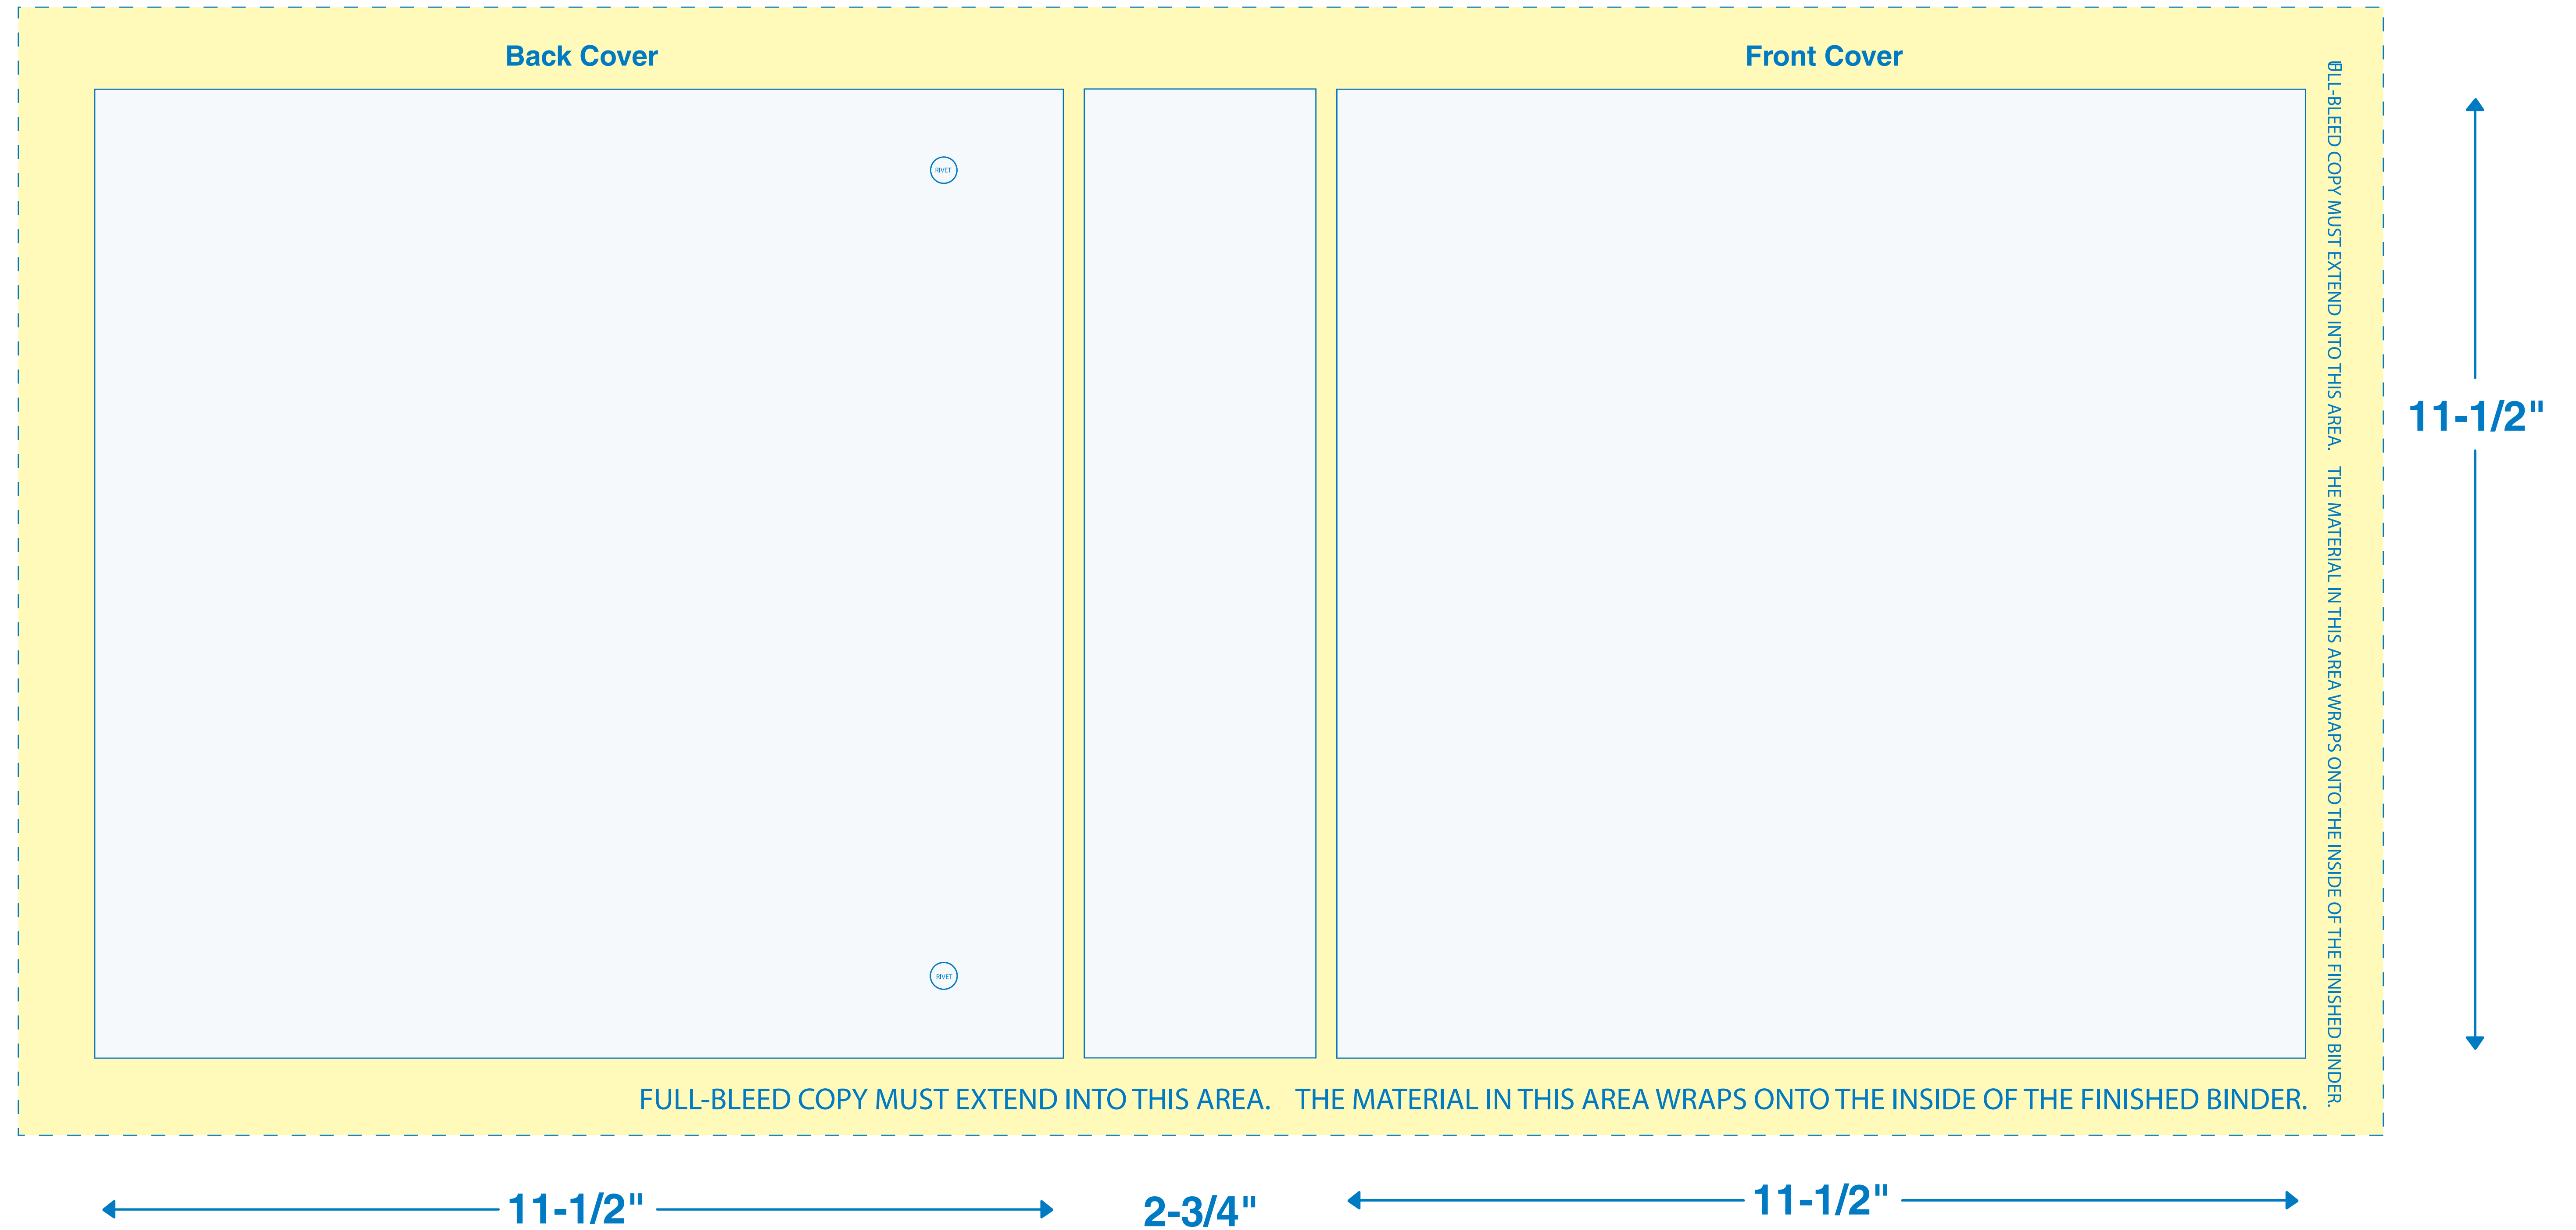 Back Cover
Front Cover
RIVET
FULL-BLEED COPY MUST EXTEND INTO THIS AREA. THE MATERIAL IN THIS AREA WRAPS ONTO THE INSIDE OF THE FINISHED BINDER.
11-1/2"
RIVET
FULL-BLEED COPY MUST EXTEND INTO THIS AREA. THE MATERIAL IN THIS AREA WRAPS ONTO THE INSIDE OF THE FINISHED BINDER.
11-1/2"
2-3/4"
11-1/2"